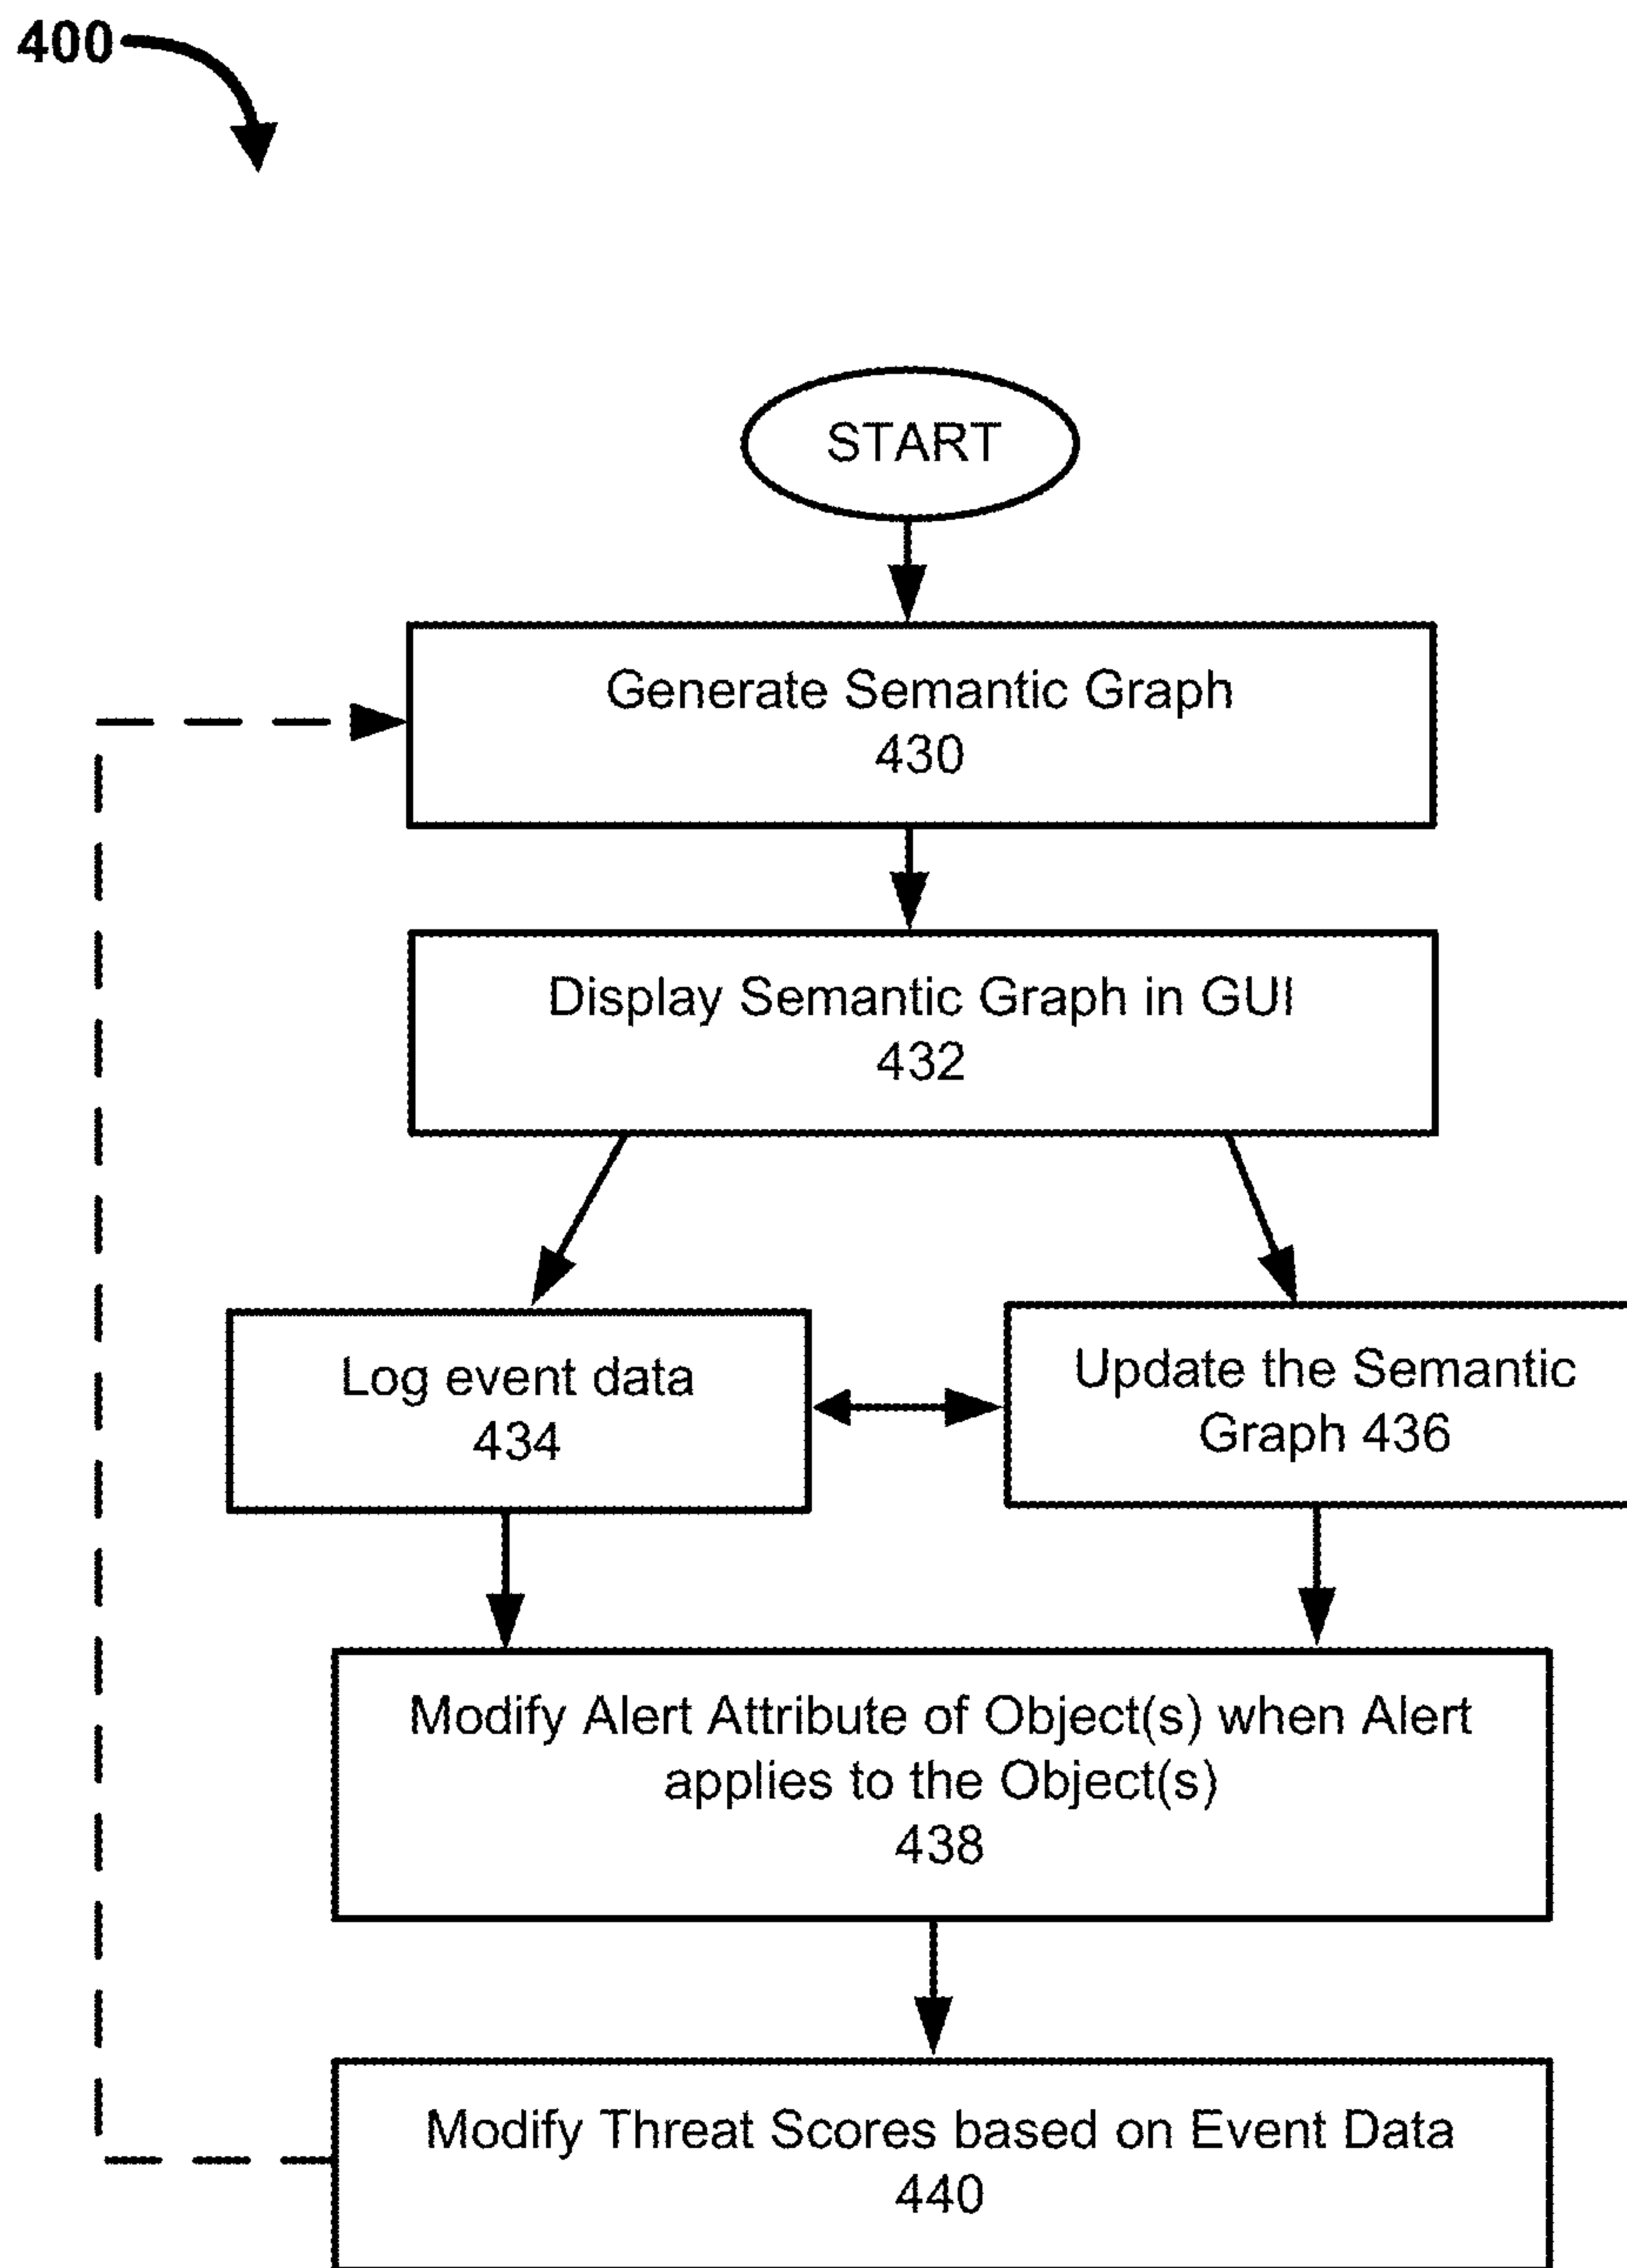 400
START
Generate Semantic Graph
430
Display Semantic Graph in GUI
432
Log event data
434
Update the Semantic
Graph 436
Modify Alert Attribute of Object(s) when Alert
applies to the Object(s)
438
Modify Threat Scores based on Event Data
440